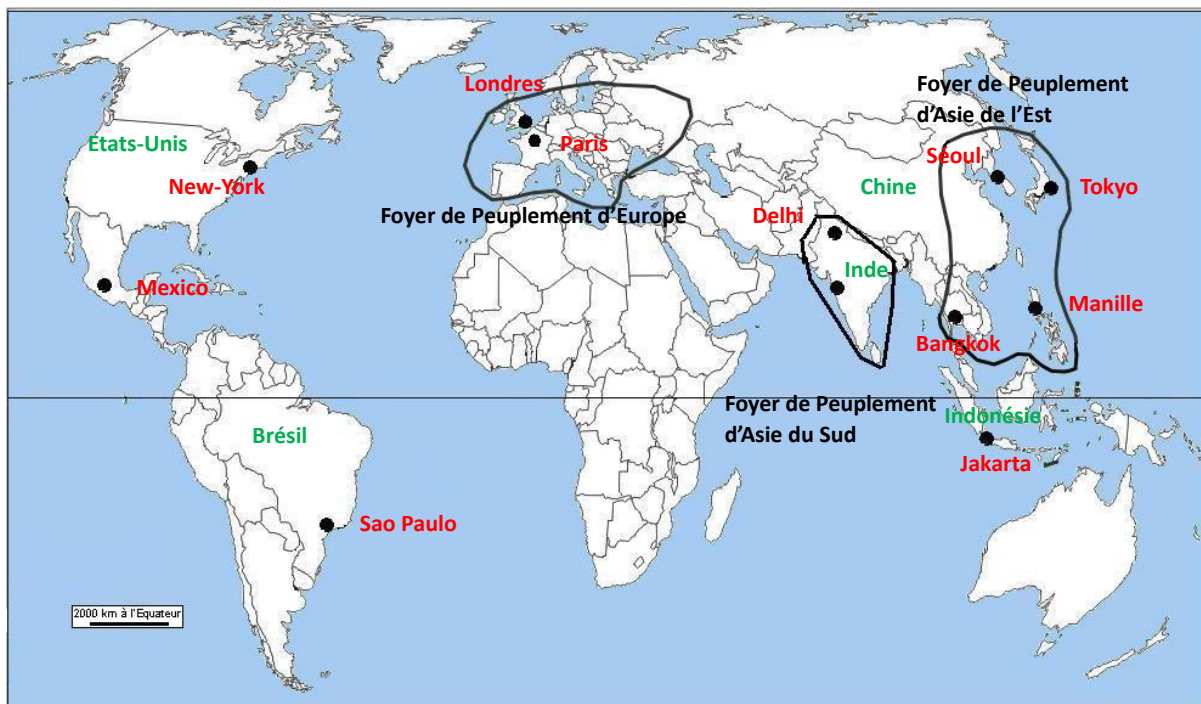 Londres
Foyer de Peuplement
d'Asie de l'Est
Etats-Unis
Paris
Séoul
New-York
Chine
Tokyo
Foyer de Peuplement d'Europe
Delhi
Inde
Mexico
Manille
Bangkok
Foyer de Peuplement
d'Asie du Sud
Indonésie
Brésil
Jakarta
Sao Paulo
2000 km à l'Equateur